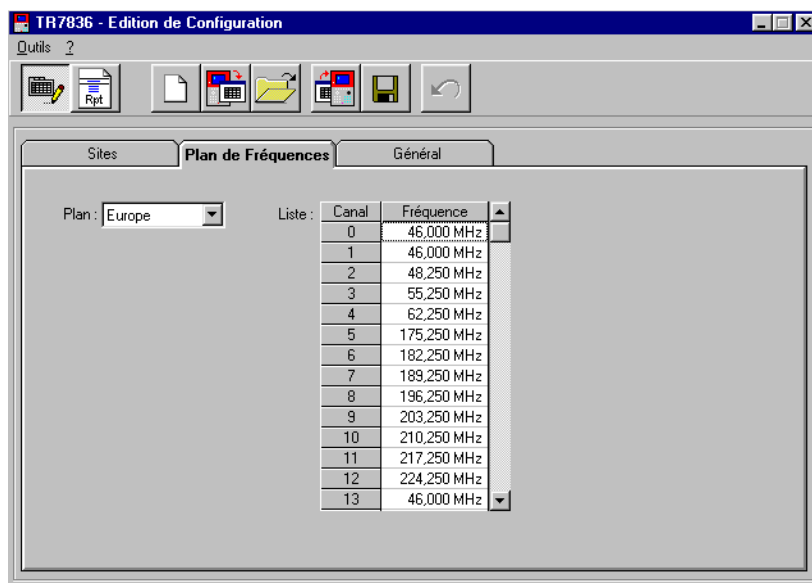 TR7836 - Edition de Configuration
Outils ?
Rpt
Sites Plan de Fréquences Général
Plan : Europe Liste : Canal Fréquence
0 46,000 MHz
1 46,000 MHz
2 48,250 MHz
3 55,250 MHz
4 62,250 MHz
5 175,250 MHz
6 182,250 MHz
7 189,250 MHz
8 196,250 MHz
9 203,250 MHz
10 210,250 MHz
11 217,250 MHz
12 224,250 MHz
13 46,000 MHz